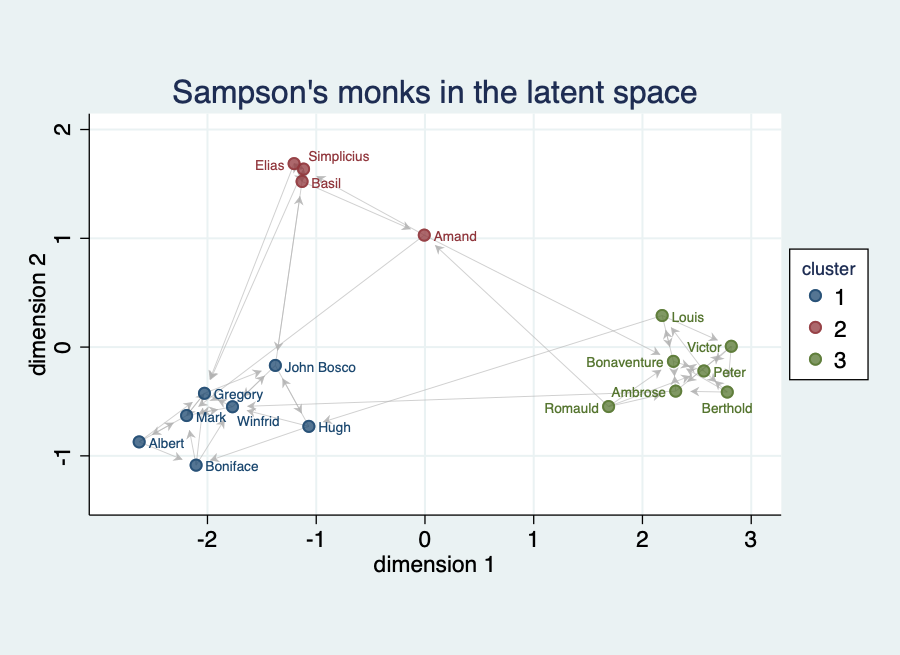 Sampson's monks in the latent space
2
1
0
-1
dimension 2
-2
-1
0
1
2
3
dimension 1
Elias
Simplicius
Basil
Amand
Louis
Victor
Bonaventure
Peter
Ambrose
Berthold
Romauld
John Bosco
Gregory
Mark
Winfrid
Hugh
Albert
Boniface
cluster
1
2
3